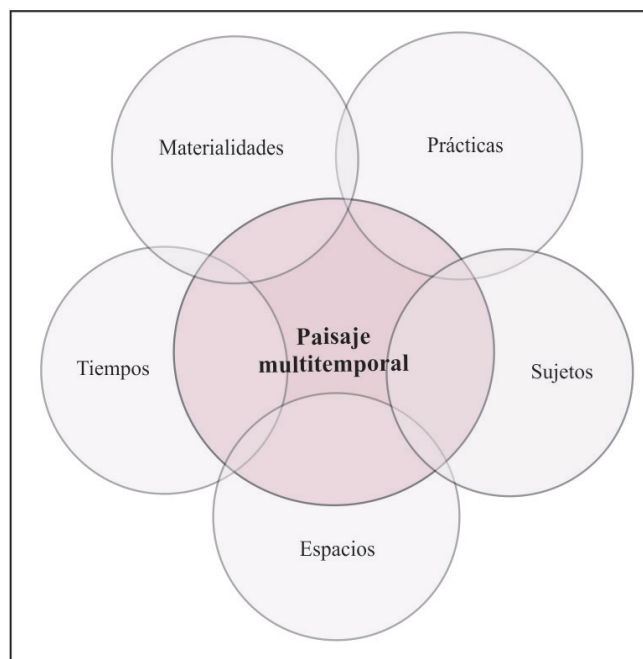 Materialidades
Prácticas
Paisaje
multitemporal
Tiempos
Sujetos
Espacios